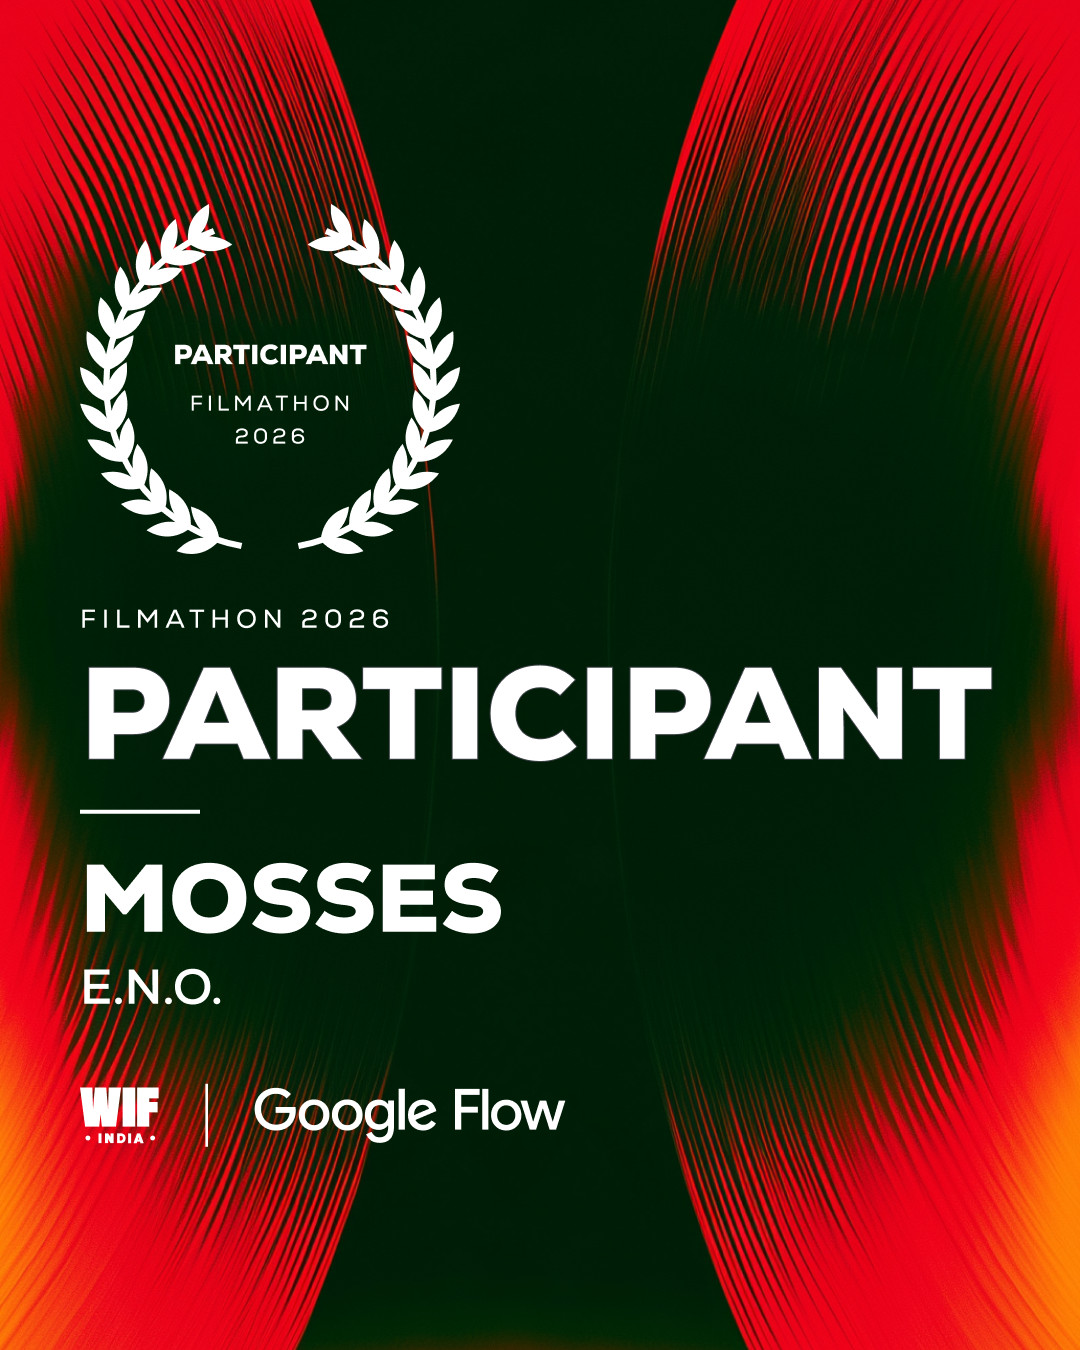 PARTICIPANT
FILMATHON
2026
FILMATHON 2026
PARTICIPANT
MOSSES
E.N.O.
WIF
• INDIA •
Google Flow